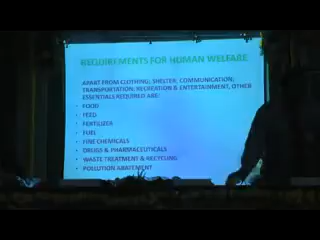 REQUIREMENTS FOR HUMAN WELFARE
APART FROM CLOTHING, SHELTER, COMMUNICATION,
TRANSPORTATION, RECREATION & ENTERTAINMENT, OTHER
ESSENTIALS REQUIRED ARE:
• FOOD
• FEED
• FERTILIZER
• FUEL
• FINE CHEMICALS
• DRUGS & PHARMACEUTICALS
• WASTE TREATMENT & RECYCLING
• POLLUTION ABATEMENT